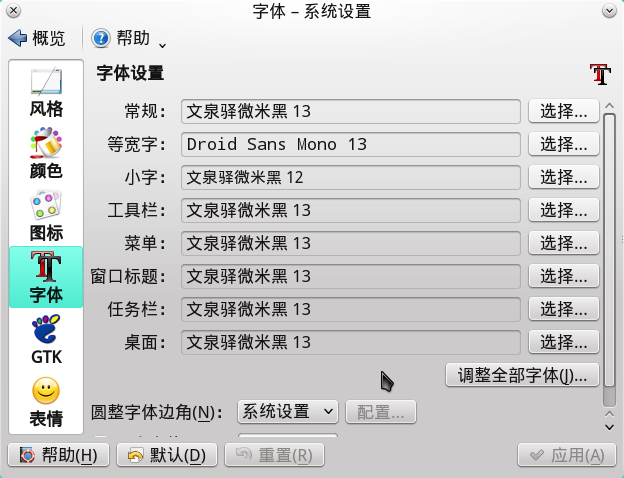 字体 – 系统设置
概览 帮助
字体设置
风格
颜色
图标
字体
GTK
表情
常规： 文泉驿微米黑 13 选择...
等宽字： Droid Sans Mono 13 选择...
小字： 文泉驿微米黑 12 选择...
工具栏： 文泉驿微米黑 13 选择...
菜单： 文泉驿微米黑 13 选择...
窗口标题： 文泉驿微米黑 13 选择...
任务栏： 文泉驿微米黑 13 选择...
桌面： 文泉驿微米黑 13 选择...
调整全部字体(J)...
圆整字体边角(N)： 系统设置 配置...
帮助(H) 默认(D) 重置(R) 应用(A)